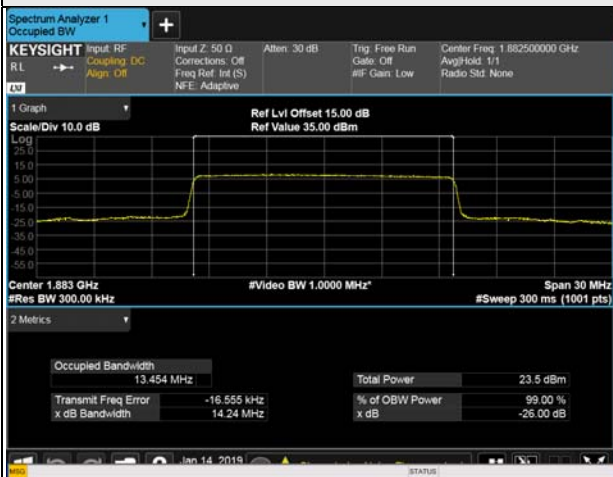 Spectrum Analyzer 1
Occupied BW
+
KEYSIGHT Input: RF Input Z: 50 Ω Atten: 30 dB Trig: Free Run Center Freq: 1.882500000 GHz
RL Coupling: DC Corrections: Off Gate: Off Avg|Hold: 1/1
Align: Off Freq Ref: Int (S) #IF Gain: Low Radio Std: None
LXI NFE: Adaptive
1 Graph
Ref Lvl Offset 15.00 dB
Scale/Div 10.0 dB Ref Value 35.00 dBm
Log
25.0
15.0
5.00
-5.00
-15.0
-25.0
-35.0
-45.0
-55.0
Center 1.883 GHz #Video BW 1.0000 MHz* Span 30 MHz
#Res BW 300.00 kHz #Sweep 300 ms (1001 pts)
2 Metrics
Occupied Bandwidth
13.454 MHz Total Power 23.5 dBm
Transmit Freq Error -16.555 kHz % of OBW Power 99.00 %
x dB Bandwidth 14.24 MHz x dB -26.00 dB
Jan 14, 2019
MSG STATUS